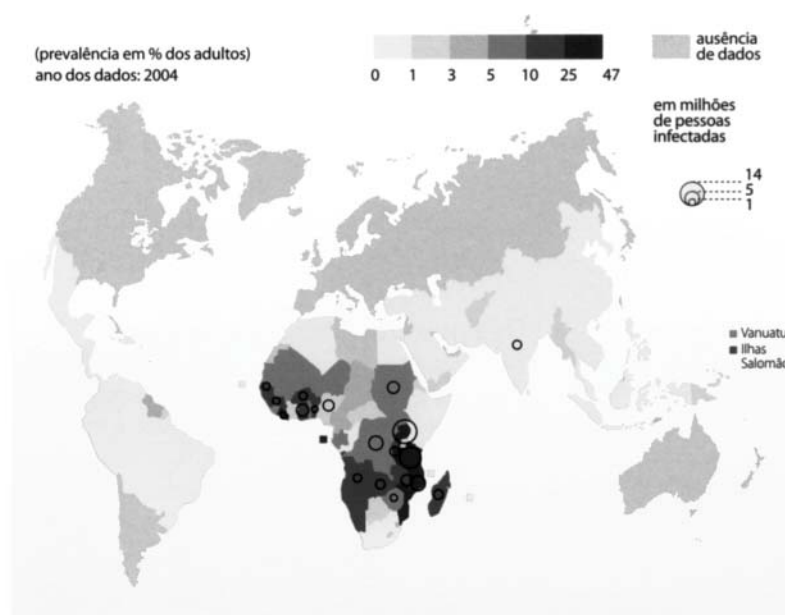 (prevalência em % dos adultos)
ano dos dados: 2004
0 1 3 5 10 25 47
ausência
de dados
em milhões
de pessoas
infectadas
14
5
1
Vanuatu
Ilhas
Salomão